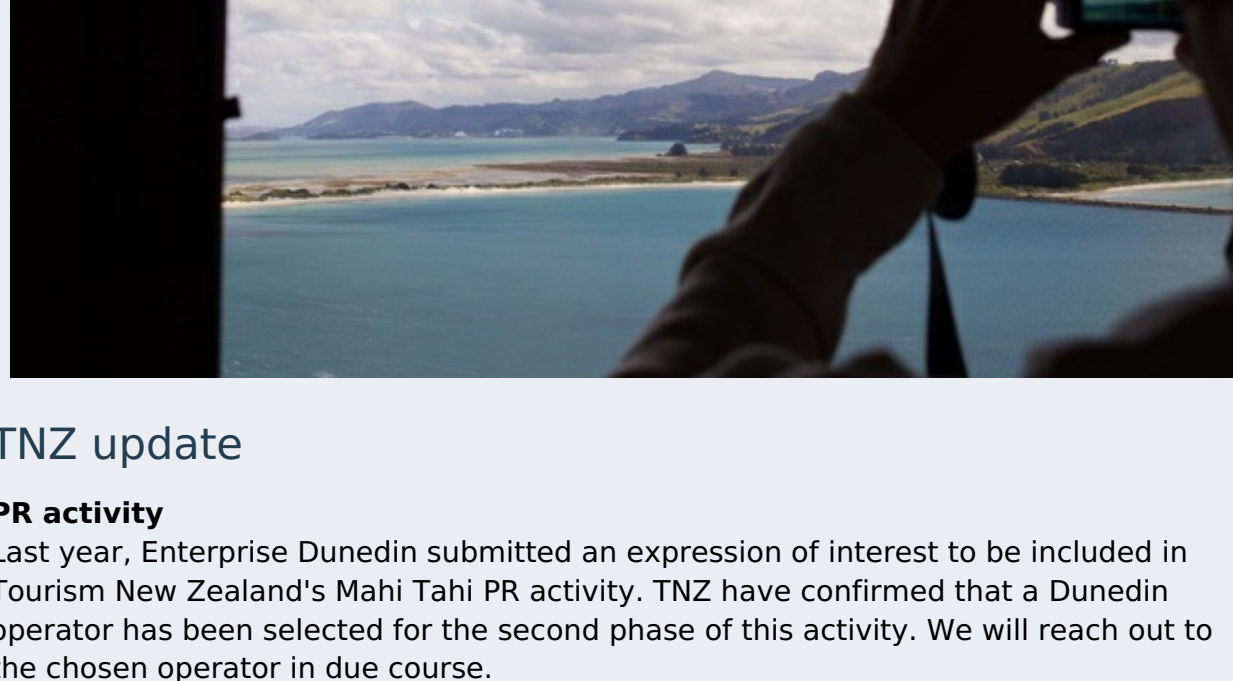 TNZ update
PR activity
Last year, Enterprise Dunedin submitted an expression of interest to be included in
Tourism New Zealand's Mahi Tahi PR activity. TNZ have confirmed that a Dunedin
operator has been selected for the second phase of this activity. We will reach out to
the chosen operator in due course.